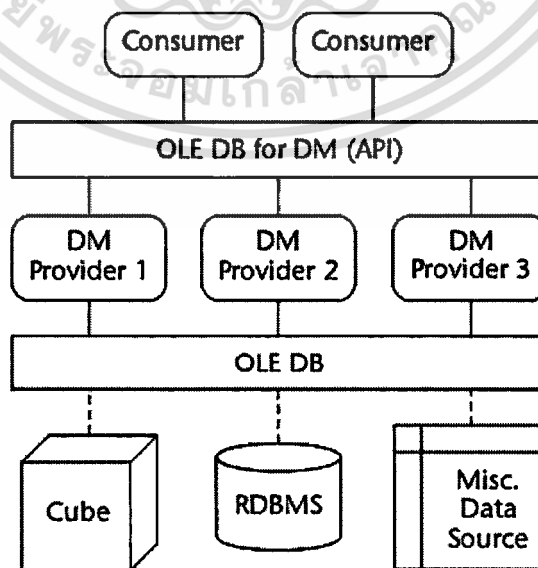 Consumer
Consumer
OLE DB for DM (API)
DM
Provider 1
DM
Provider 2
DM
Provider 3
OLE DB
Cube
RDBMS
Misc.
Data
Source